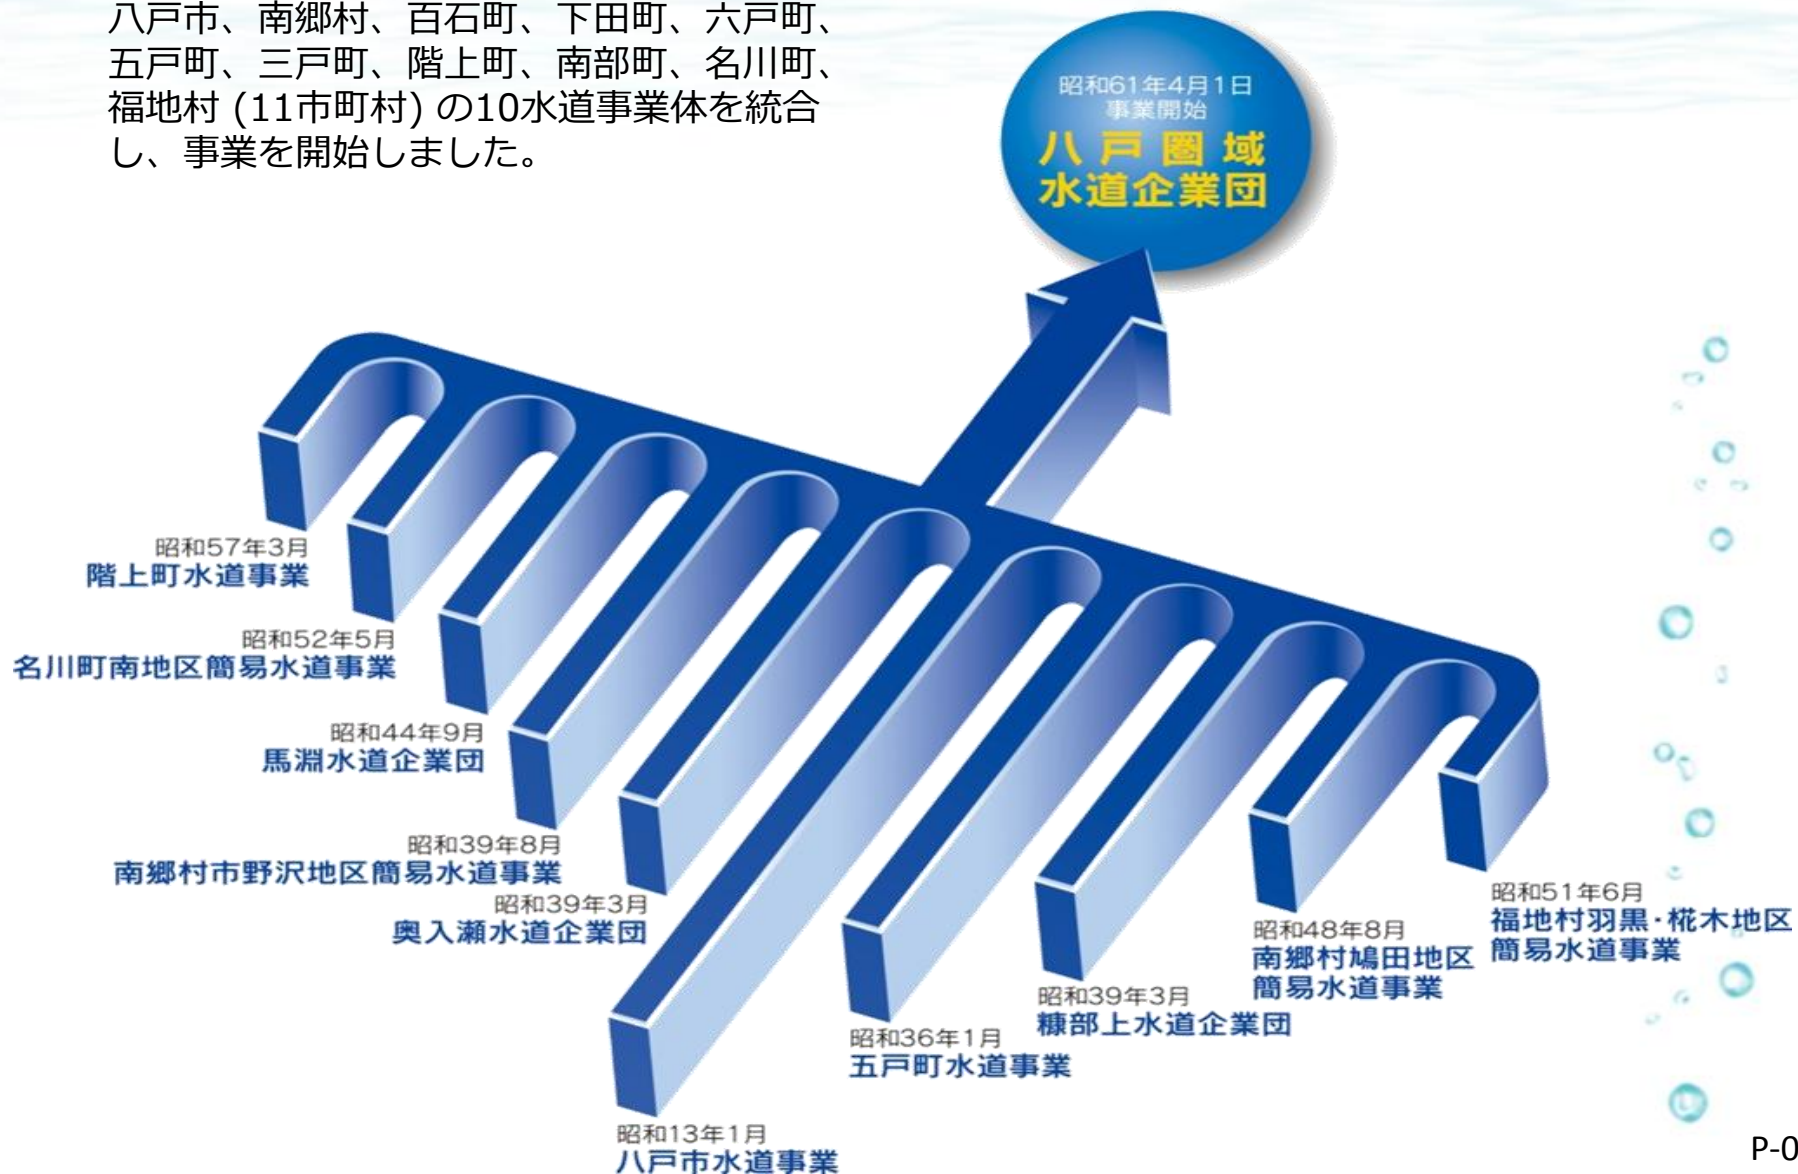 八戸市、南郷村、百石町、下田町、六戸町、
五戸町、三戸町、階上町、南部町、名川町、
福地村 (11市町村) の10水道事業体を統合
し、事業を開始しました。
昭和61年4月1日
事業開始
八戸圏域
水道企業団
昭和57年3月
階上町水道事業
昭和52年5月
名川町南地区簡易水道事業
昭和44年9月
馬淵水道企業団
昭和39年8月
南郷村市野沢地区簡易水道事業
昭和39年3月
奥入瀬水道企業団
昭和13年1月
八戸市水道事業
昭和36年1月
五戸町水道事業
昭和39年3月
糠部上水道企業団
昭和48年8月
南郷村鳩田地区
簡易水道事業
昭和51年6月
福地村羽黒・椛木地区
簡易水道事業
P-0